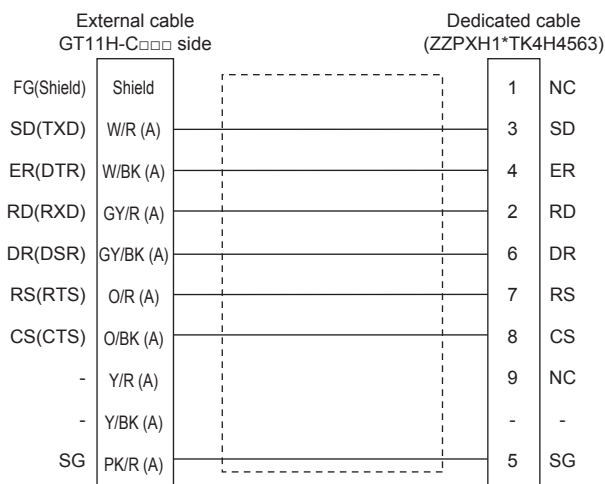 External cable Dedicated cable
GT11H-C□□□ side (ZZPXH1*TK4H4563)
FG(Shield) Shield 1 NC
SD(TXD) W/R (A) 3 SD
ER(DTR) W/BK (A) 4 ER
RD(RXD) GY/R (A) 2 RD
DR(DSR) GY/BK (A) 6 DR
RS(RTS) O/R (A) 7 RS
CS(CTS) O/BK (A) 8 CS
- Y/R (A) 9 NC
- Y/BK (A) - -
SG PK/R (A) 5 SG